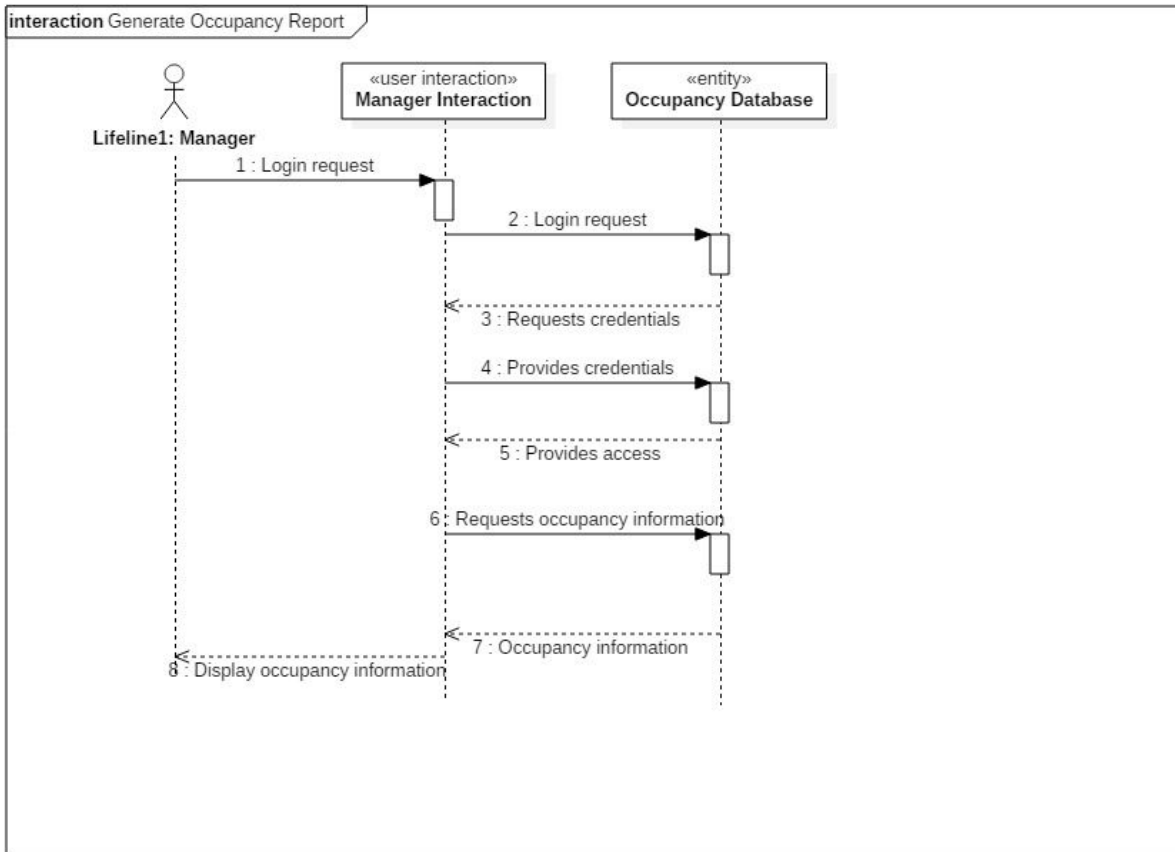 interaction Generate Occupancy Report
«user interaction»
Manager Interaction
«entity»
Occupancy Database
Lifeline1: Manager
1 : Login request
2 : Login request
3 : Requests credentials
4 : Provides credentials
5 : Provides access
6 : Requests occupancy information
7 : Occupancy information
8 : Display occupancy information